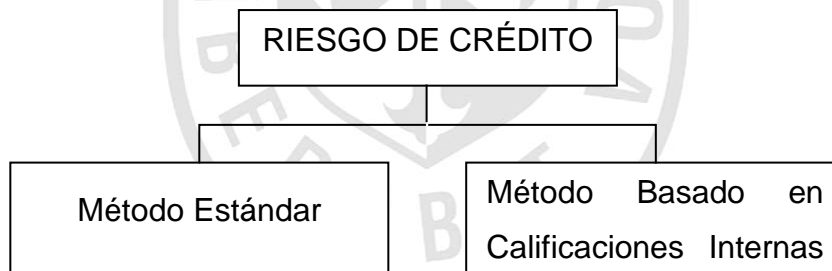 RIESGO DE CRÉDITO
Método Estándar
Método Basado en
Calificaciones Internas